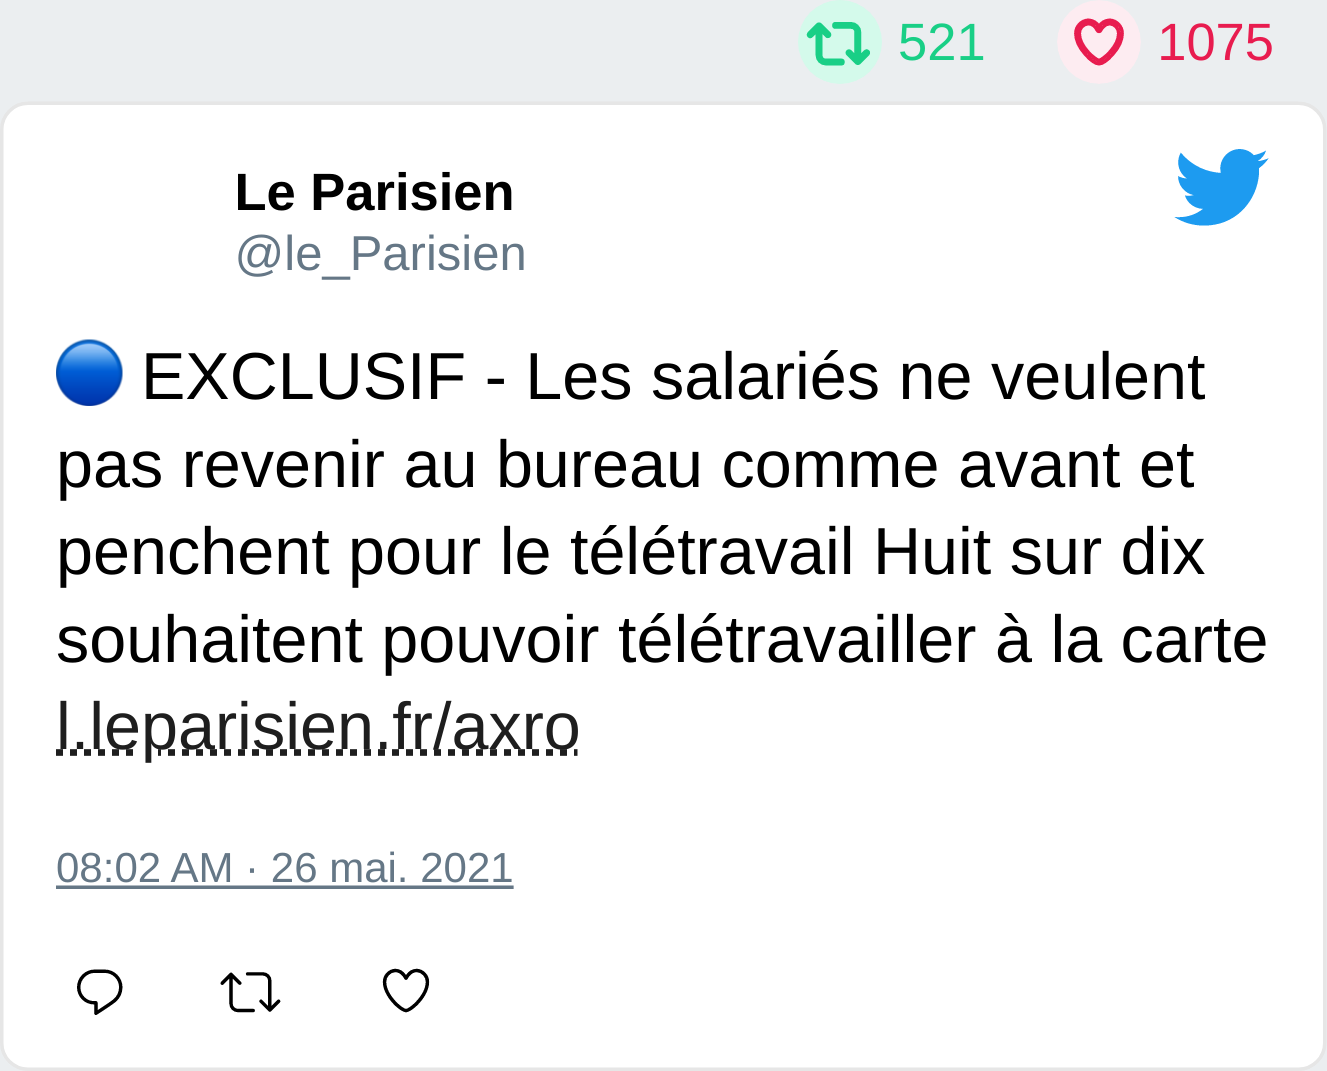 521 1075
Le Parisien
@le_Parisien
🔵 EXCLUSIF - Les salariés ne veulent
pas revenir au bureau comme avant et
penchent pour le télétravail Huit sur dix
souhaitent pouvoir télétravailler à la carte
l.leparisien.fr/axro
08:02 AM · 26 mai. 2021